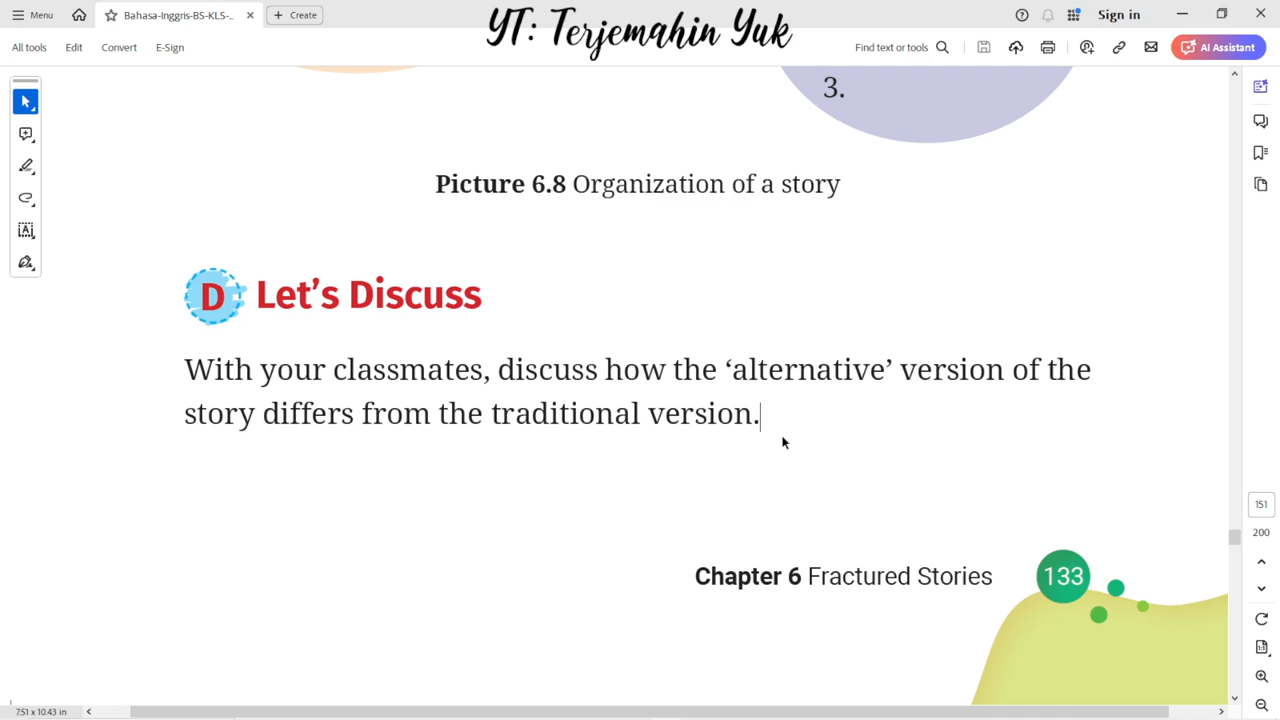 Menu
Bahasa-Inggris-BS-KLS-...
Create
YT: Terjemahin Yuk
Sign in
All tools
Edit
Convert
E-Sign
Find text or tools
AI Assistant
3.
Picture 6.8 Organization of a story
D Let's Discuss
With your classmates, discuss how the ‘alternative’ version of the
story differs from the traditional version.
151
200
Chapter 6 Fractured Stories 133
7.51 x 10.43 in